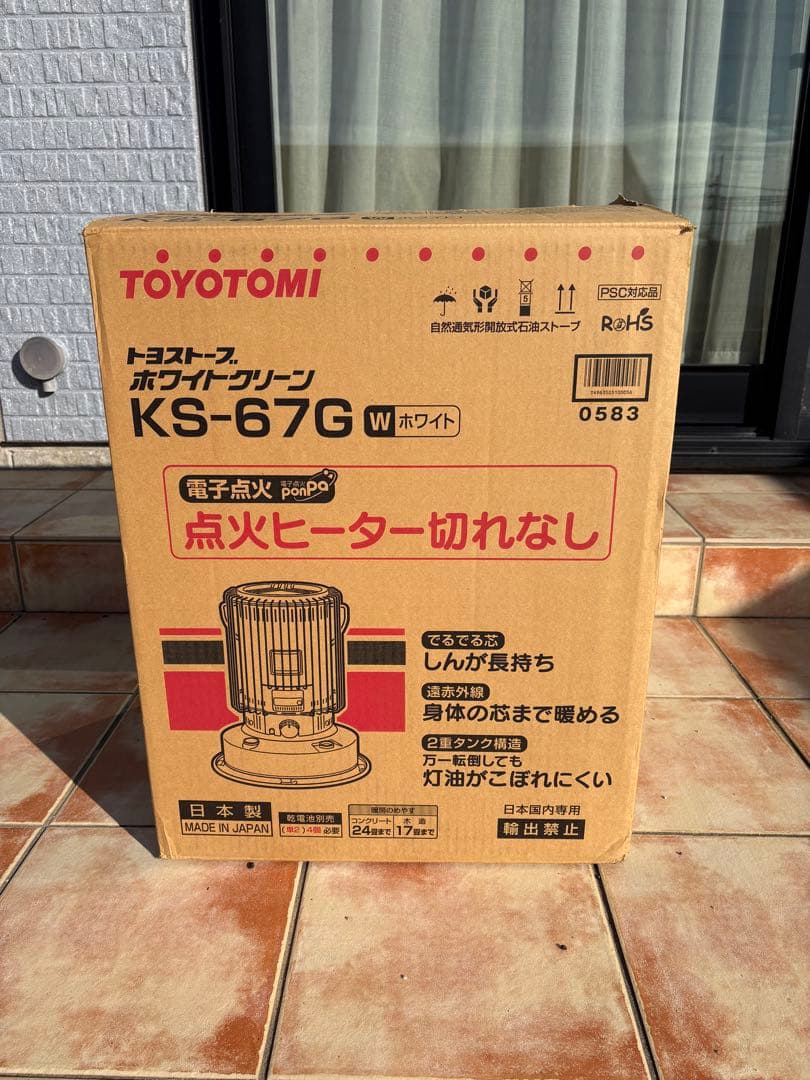 TOYOTOMI
5
PSC対応品
自然通気形開放式石油ストーブ
RoHS
トヨストーブ
ホワイトクリーン
KS-67G W ホワイト
0583
電子点火 電子点火 ponpa
点火ヒーター切れなし
でるでる芯
しんが長持ち
遠赤外線
身体の芯まで暖める
2重タンク構造
万一転倒しても
灯油がこぼれにくい
日本製
MADE IN JAPAN
乾電池別売
(単2)4個必要
暖房のめやす
コンクリート
24畳まで
木造
17畳まで
日本国内専用
輸出禁止